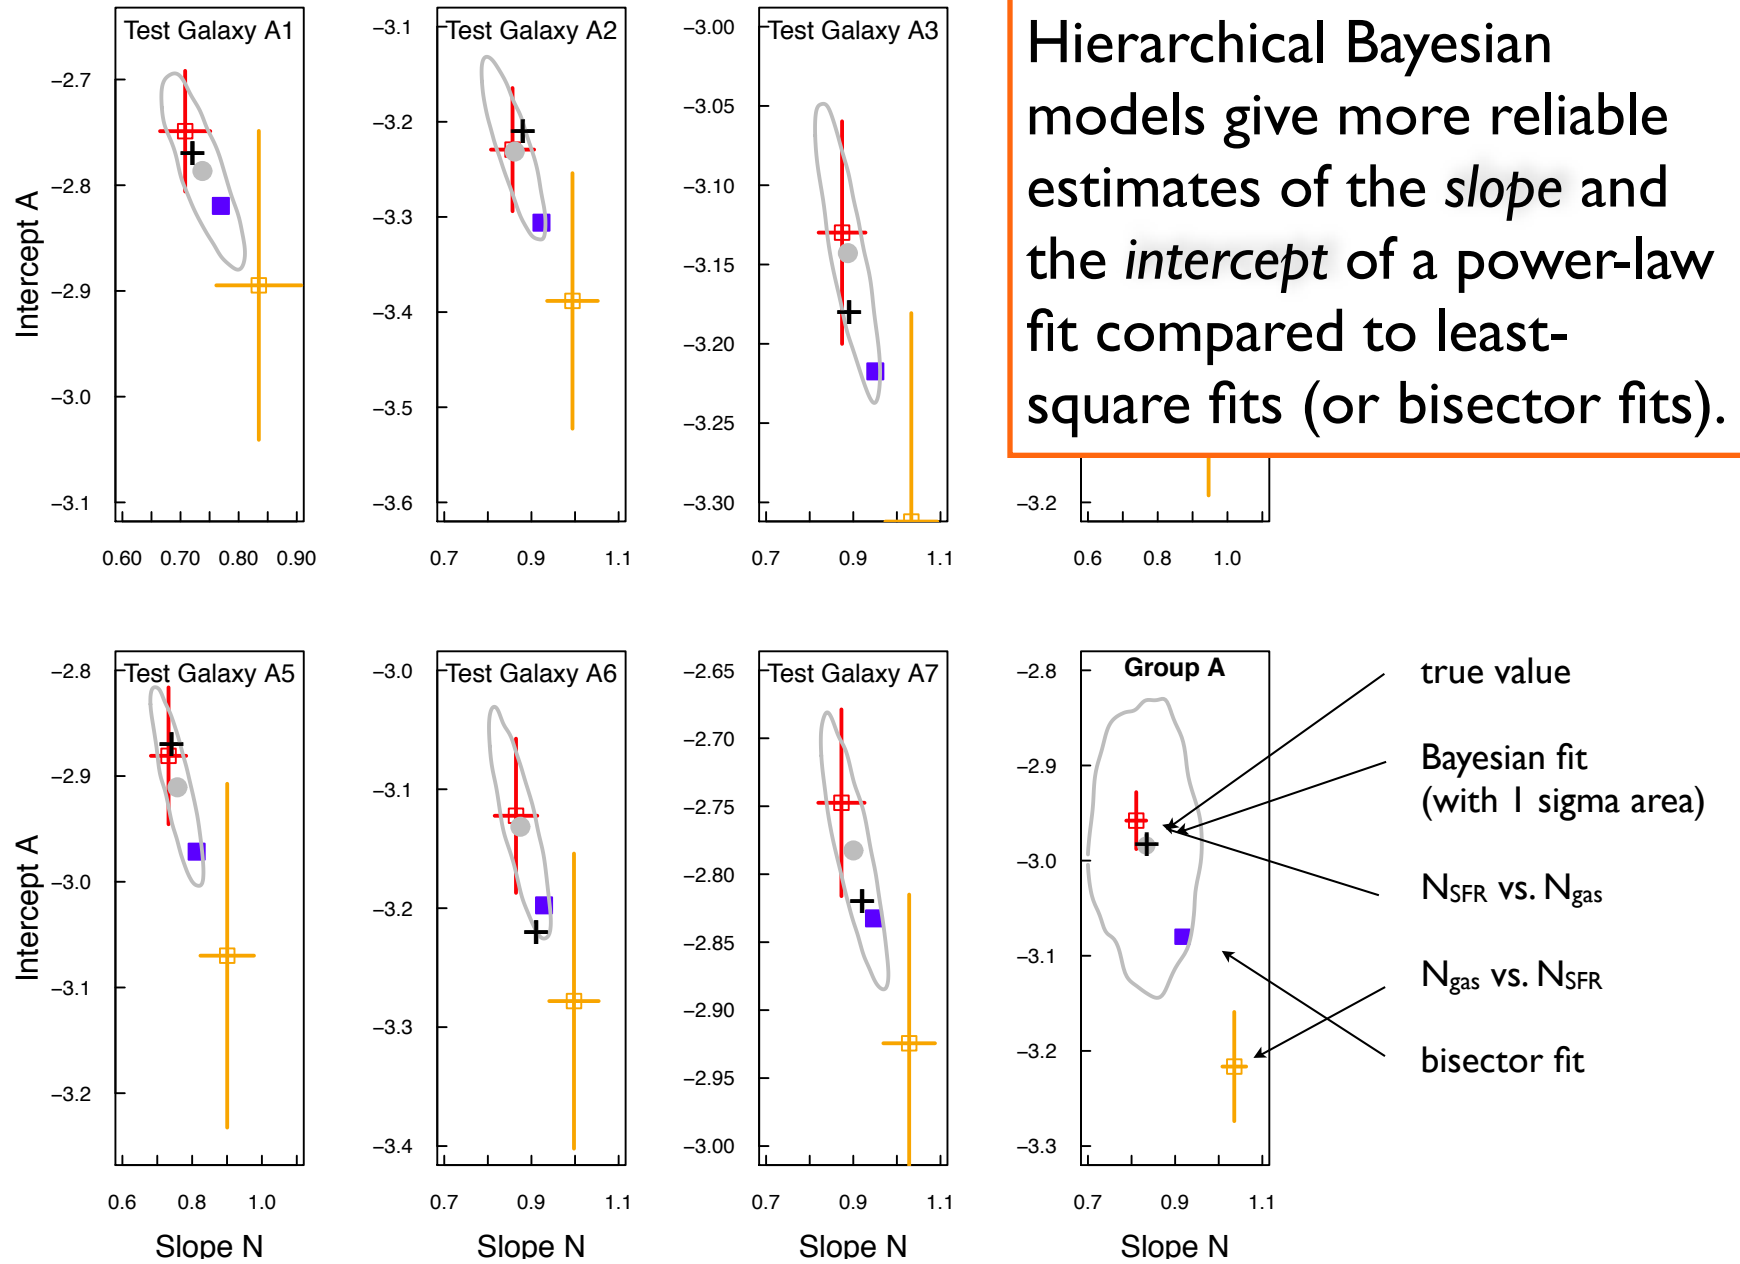 Test Galaxy A1
−2.7
−2.8
−2.9
−3.0
−3.1
0.60 0.70 0.80 0.90
Intercept A
Test Galaxy A2
−3.1
−3.2
−3.3
−3.4
−3.5
−3.6
0.7 0.9 1.1
Test Galaxy A3
−3.00
−3.05
−3.10
−3.15
−3.20
−3.25
−3.30
0.7 0.9 1.1
Hierarchical Bayesian
models give more reliable
estimates of the slope and
the intercept of a power-law
fit compared to least-
square fits (or bisector fits).
−3.2
0.6 0.8 1.0
Test Galaxy A5
−2.8
−2.9
−3.0
−3.1
−3.2
0.6 0.8 1.0
Intercept A
Slope N
Test Galaxy A6
−3.0
−3.1
−3.2
−3.3
−3.4
0.7 0.9 1.1
Slope N
Test Galaxy A7
−2.65
−2.70
−2.75
−2.80
−2.85
−2.90
−2.95
−3.00
0.7 0.9 1.1
Slope N
Group A
−2.8
−2.9
−3.0
−3.1
−3.2
−3.3
0.7 0.9 1.1
Slope N
true value
Bayesian fit
(with 1 sigma area)
NSFR vs. Ngas
Ngas vs. NSFR
bisector fit